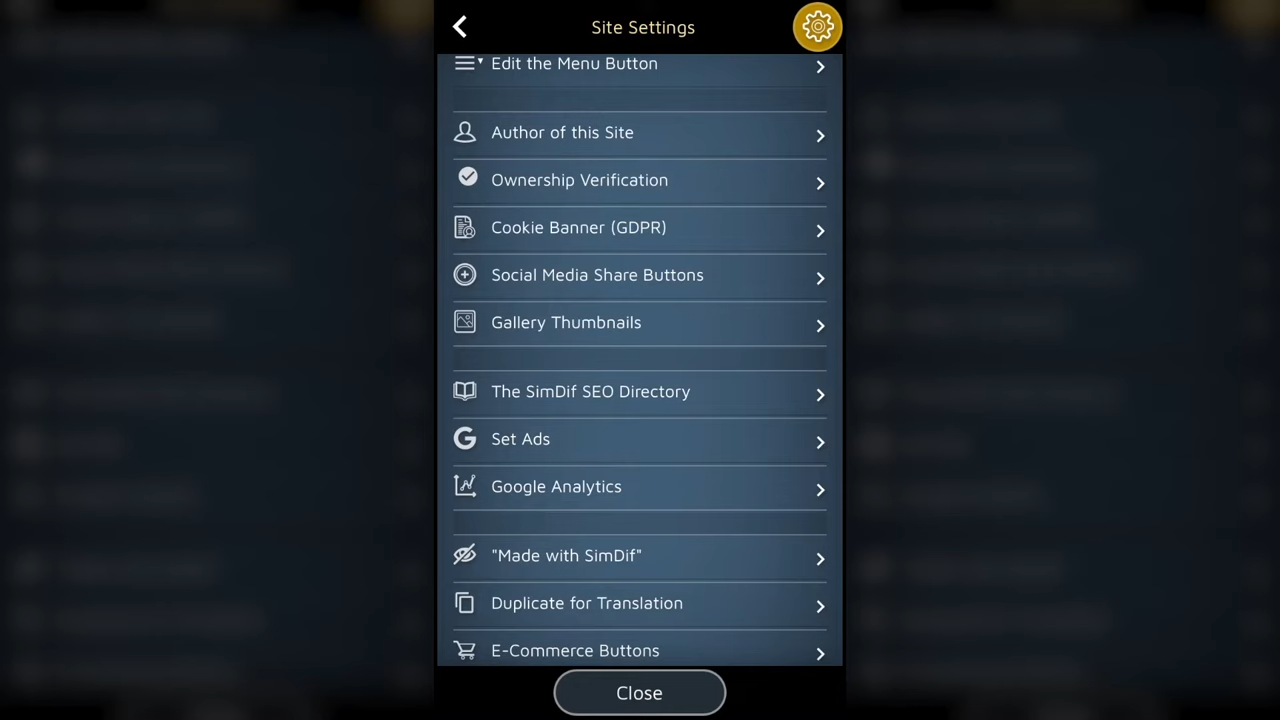 Site Settings
Edit the Menu Button
Author of this Site
Ownership Verification
Cookie Banner (GDPR)
Social Media Share Buttons
Gallery Thumbnails
The SimDif SEO Directory
Set Ads
Google Analytics
"Made with SimDif"
Duplicate for Translation
E-Commerce Buttons
Close